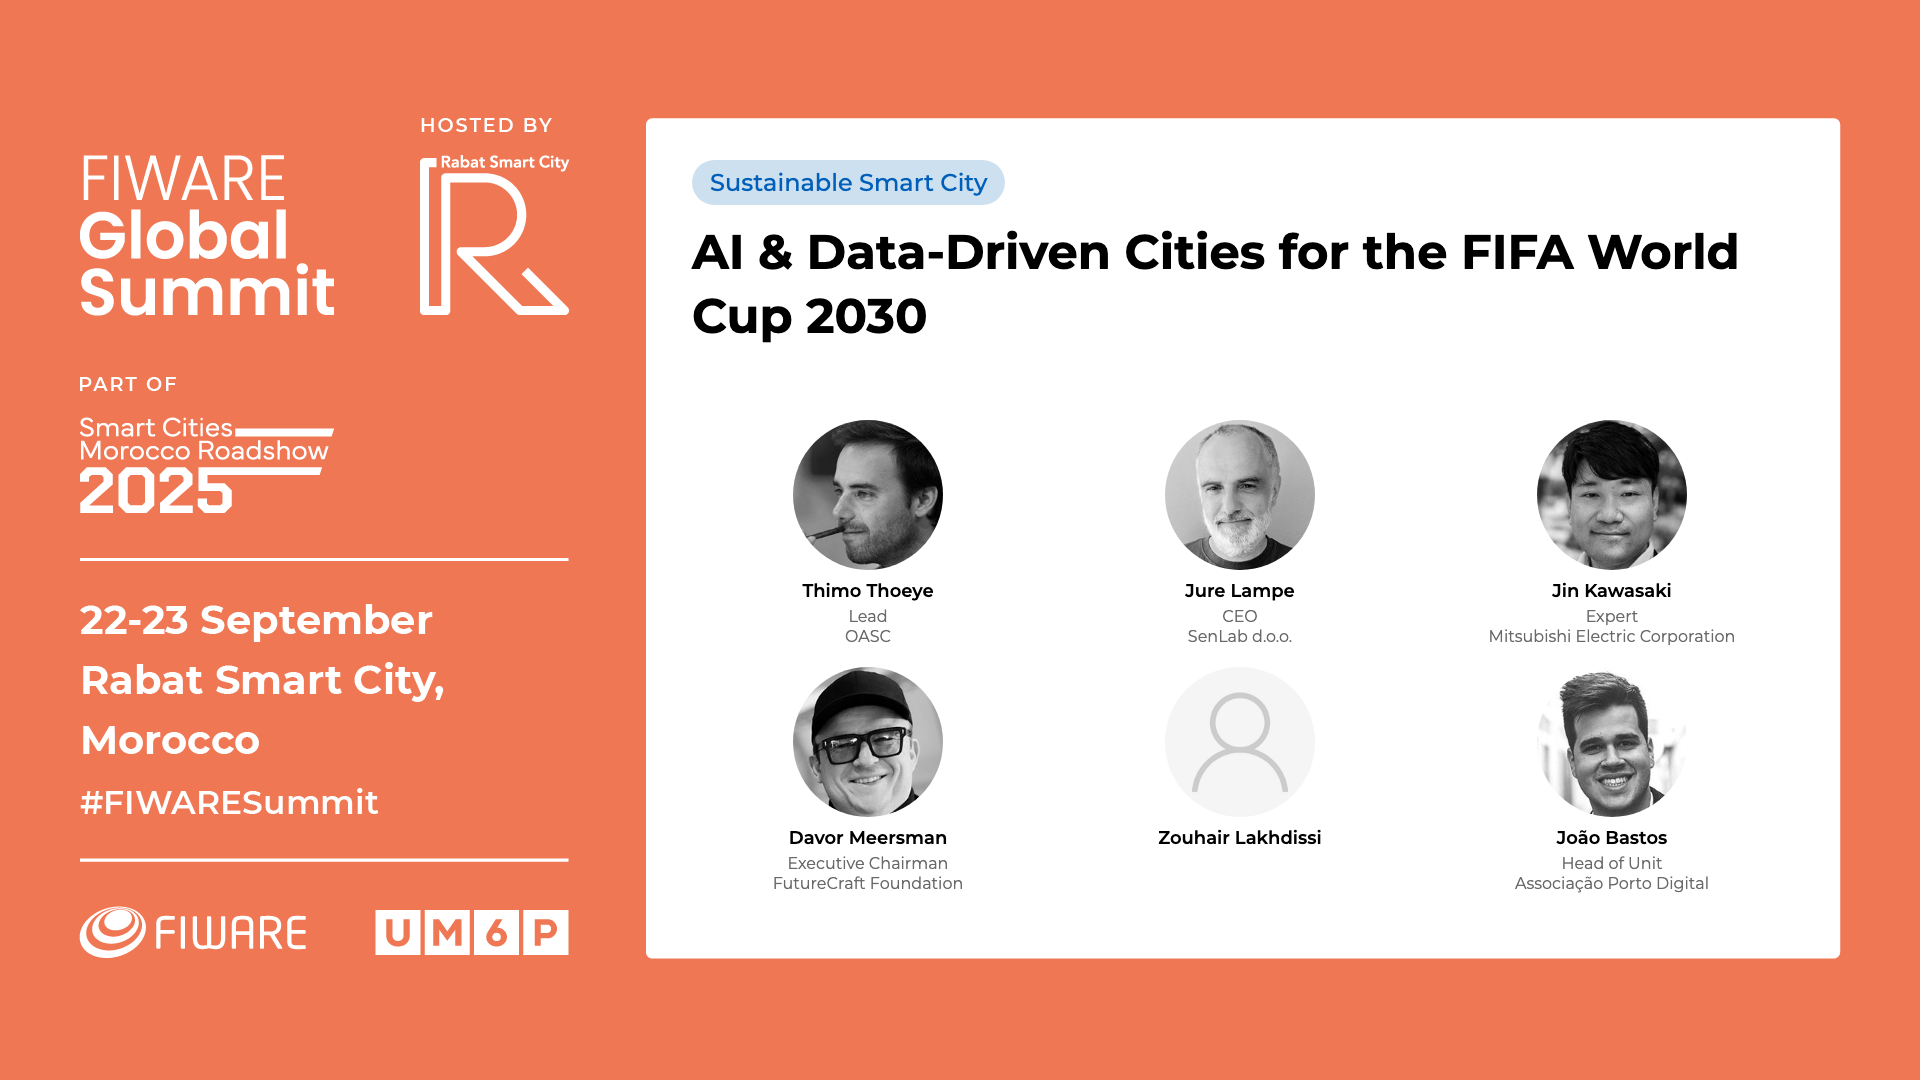 HOSTED BY
FIWARE
Global
Summit
Rabat Smart City
R
PART OF
Smart Cities
Morocco Roadshow
2025
22-23 September
Rabat Smart City,
Morocco
#FIWARESummit
FIWARE
UM6P
Sustainable Smart City
AI & Data-Driven Cities for the FIFA World
Cup 2030
Thimo Thoeye
Lead
OASC
Jure Lampe
CEO
SenLab d.o.o.
Jin Kawasaki
Expert
Mitsubishi Electric Corporation
Davor Meersman
Executive Chairman
FutureCraft Foundation
Zouhair Lakhdissi
João Bastos
Head of Unit
Associação Porto Digital